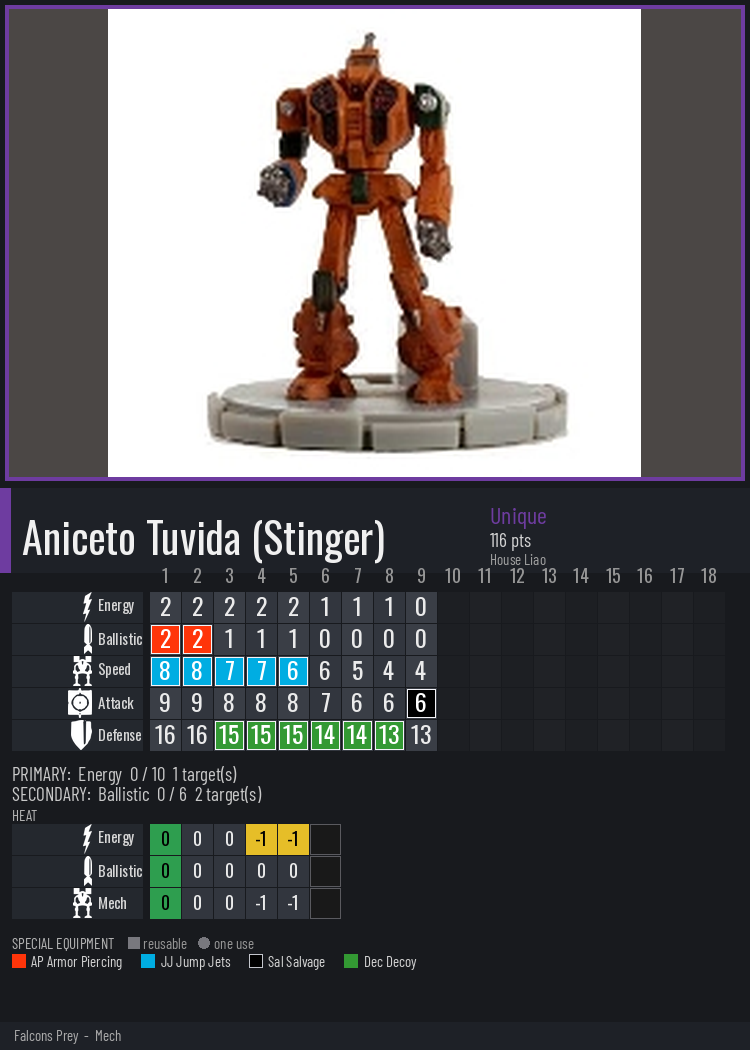 Aniceto Tuvida (Stinger)
Unique
116 pts
House Liao
1 2 3 4 5 6 7 8 9 10 11 12 13 14 15 16 17 18
Energy 2 2 2 2 2 1 1 1 0
Ballistic 2 2 1 1 1 0 0 0 0
Speed 8 8 7 7 6 6 5 4 4
Attack 9 9 8 8 8 7 6 6 6
Defense 16 16 15 15 15 14 14 13 13
PRIMARY: Energy 0 / 10 1 target(s)
SECONDARY: Ballistic 0 / 6 2 target(s)
HEAT
Energy 0 0 0 -1 -1
Ballistic 0 0 0 0 0
Mech 0 0 0 -1 -1
SPECIAL EQUIPMENT reusable one use
AP Armor Piercing JJ Jump Jets Sal Salvage Dec Decoy
Falcons Prey - Mech